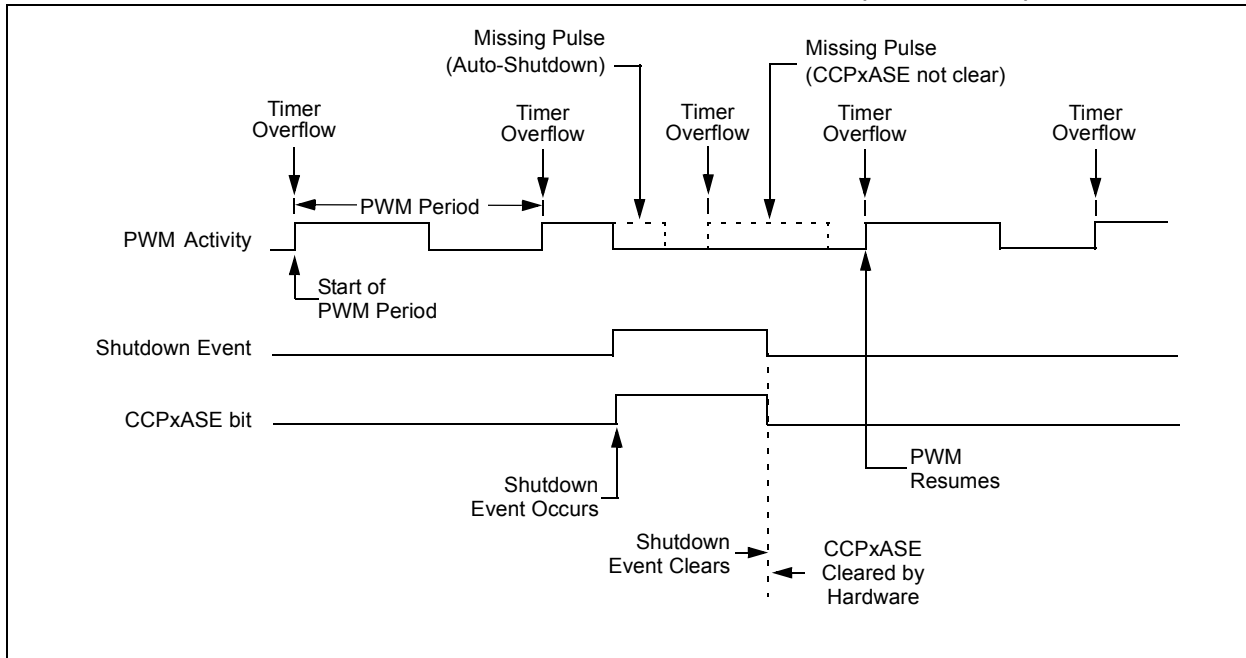 Missing Pulse
(Auto-Shutdown)
Missing Pulse
(CCPxASE not clear)
Timer
Overflow
Timer
Overflow
Timer
Overflow
Timer
Overflow
Timer
Overflow
PWM Period
PWM Activity
Start of
PWM Period
Shutdown Event
CCPxASE bit
Shutdown
Event Occurs
PWM
Resumes
Shutdown
Event Clears
CCPxASE
Cleared by
Hardware